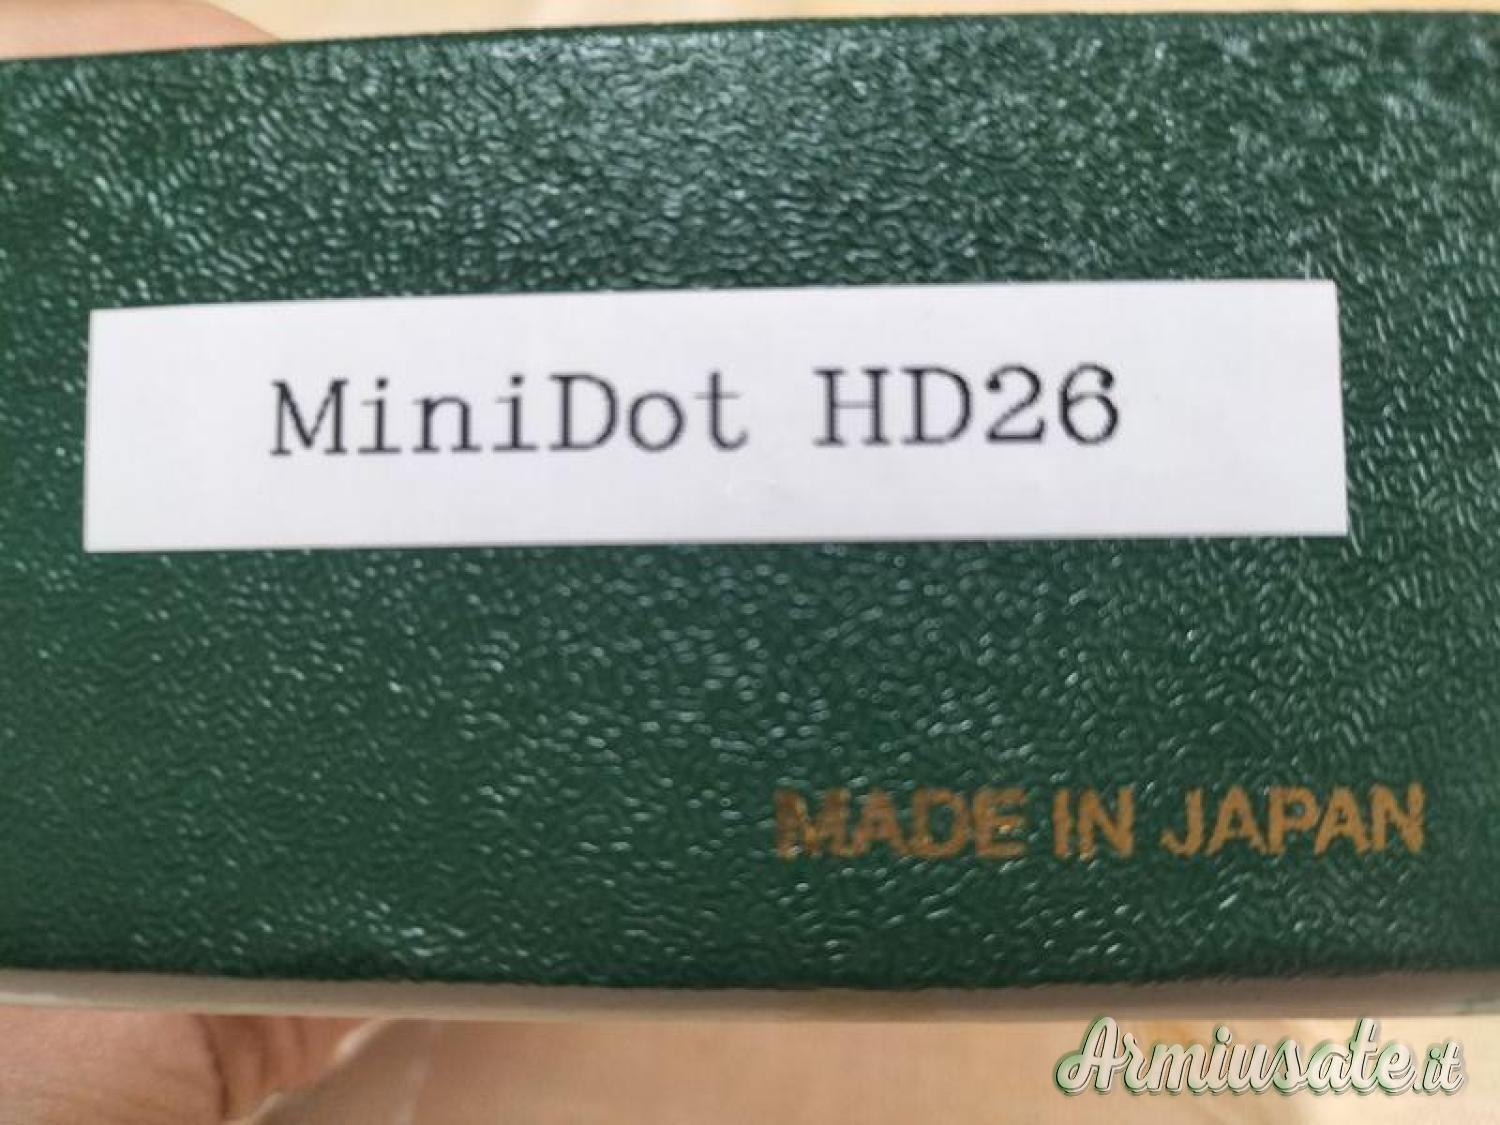 MiniDot HD26
MADE IN JAPAN
Armiusate.it